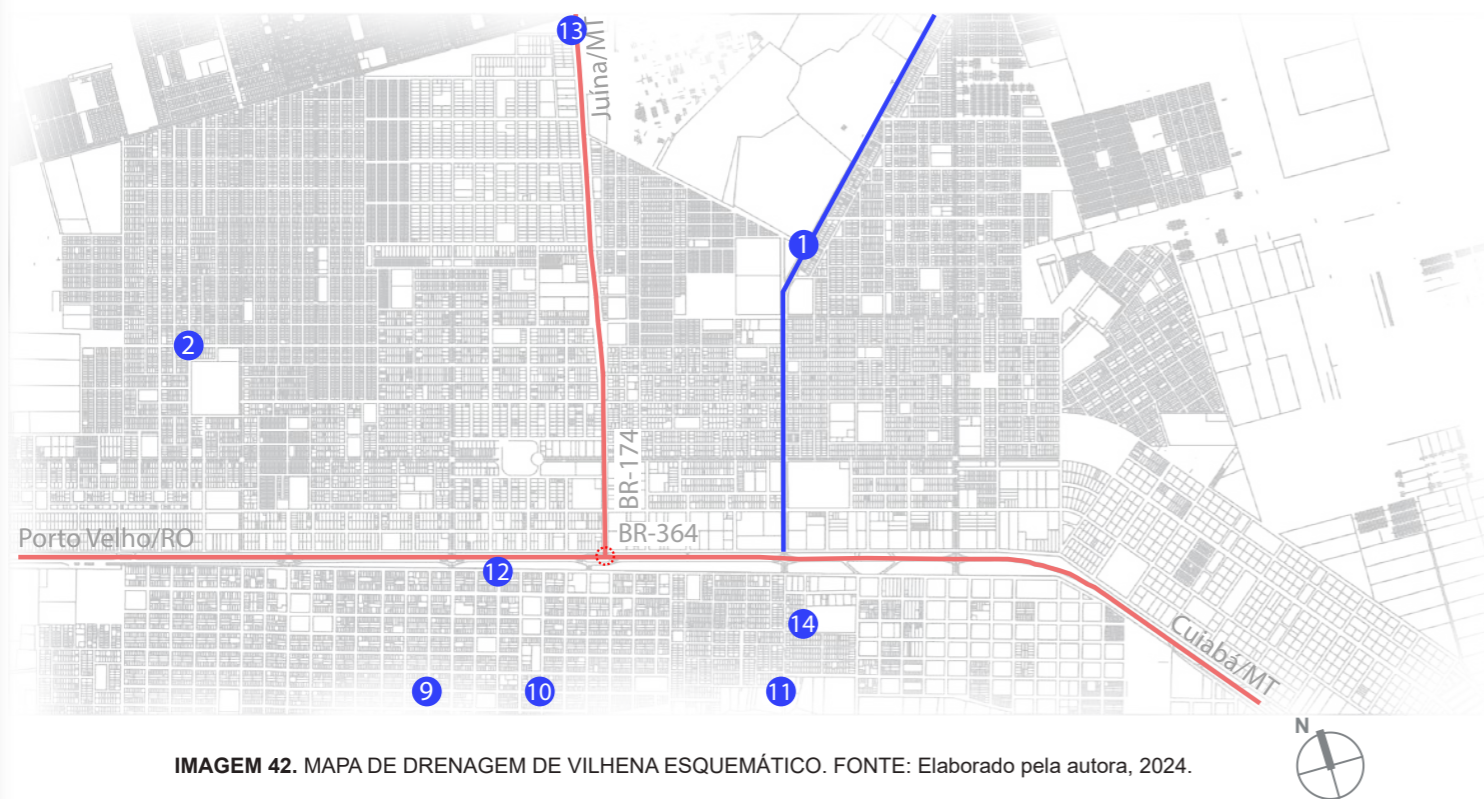 13
Juína/MT
1
2
BR-174
BR-364
Porto Velho/RO
12
14
Cuiabá/MT
9
10
11
N
IMAGEM 42. MAPA DE DRENAGEM DE VILHENA ESQUEMÁTICO. FONTE: Elaborado pela autora, 2024.